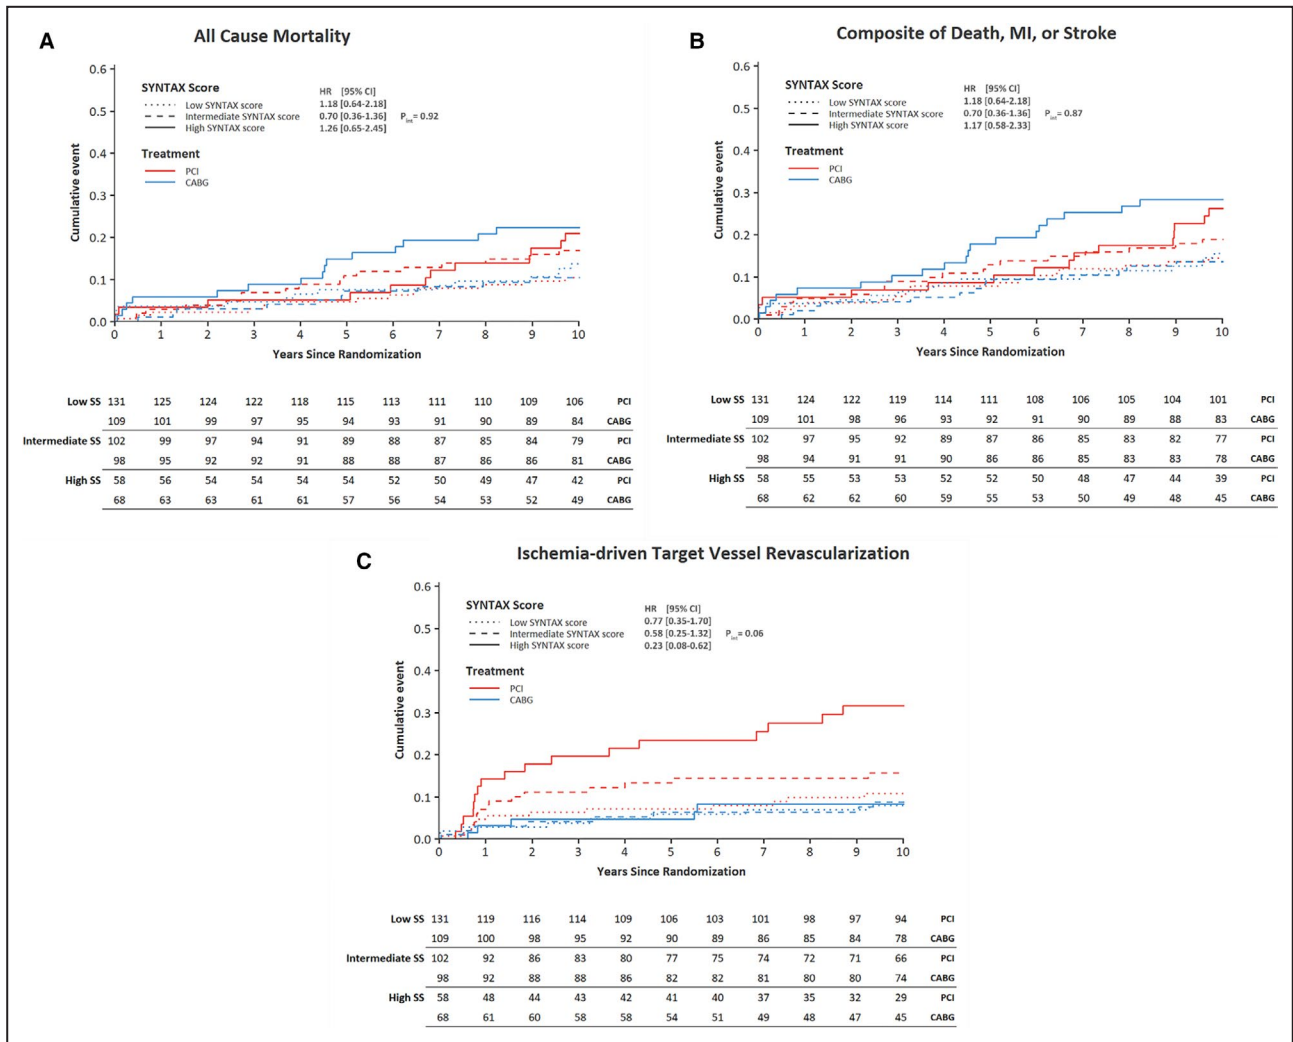 A
All Cause Mortality
0.6
0.5
0.4
0.3
0.2
0.1
0.0
Cumulative event
SYNTAX Score
HR [95% CI]
Low SYNTAX score 1.18 [0.64-2.18]
Intermediate SYNTAX score 0.70 [0.36-1.36] Pint= 0.92
High SYNTAX score 1.26 [0.65-2.45]
Treatment
PCI
CABG
0 1 2 3 4 5 6 7 8 9 10
Years Since Randomization
Low SS 131 125 124 122 118 115 113 111 110 109 106 PCI
109 101 99 97 95 94 93 91 90 89 84 CABG
Intermediate SS 102 99 97 94 91 89 88 87 85 84 79 PCI
98 95 92 92 91 88 88 87 86 86 81 CABG
High SS 58 56 54 54 54 54 52 50 49 47 42 PCI
68 63 63 61 61 57 56 54 53 52 49 CABG
B
Composite of Death, MI, or Stroke
0.6
0.5
0.4
0.3
0.2
0.1
0.0
Cumulative event
SYNTAX Score
HR [95% CI]
Low SYNTAX score 1.18 [0.64-2.18]
Intermediate SYNTAX score 0.70 [0.36-1.36] Pint= 0.87
High SYNTAX score 1.17 [0.58-2.33]
Treatment
PCI
CABG
0 1 2 3 4 5 6 7 8 9 10
Years Since Randomization
Low SS 131 124 122 119 114 111 108 106 105 104 101 PCI
109 101 98 96 93 92 91 90 89 88 83 CABG
Intermediate SS 102 97 95 92 89 87 86 85 83 82 77 PCI
98 94 91 91 90 86 86 85 83 83 78 CABG
High SS 58 55 53 53 52 52 50 48 47 44 39 PCI
68 62 62 60 59 55 53 50 49 48 45 CABG
C
Ischemia-driven Target Vessel Revascularization
0.6
0.5
0.4
0.3
0.2
0.1
0.0
Cumulative event
SYNTAX Score
HR [95% CI]
Low SYNTAX score 0.77 [0.35-1.70]
Intermediate SYNTAX score 0.58 [0.25-1.32] Pint= 0.06
High SYNTAX score 0.23 [0.08-0.62]
Treatment
PCI
CABG
0 1 2 3 4 5 6 7 8 9 10
Years Since Randomization
Low SS 131 119 116 114 109 106 103 101 98 97 94 PCI
109 100 98 95 92 90 89 86 85 84 78 CABG
Intermediate SS 102 92 86 83 80 77 75 74 72 71 66 PCI
98 92 88 88 86 82 82 81 80 80 74 CABG
High SS 58 48 44 43 42 41 40 37 35 32 29 PCI
68 61 60 58 58 54 51 49 48 47 45 CABG